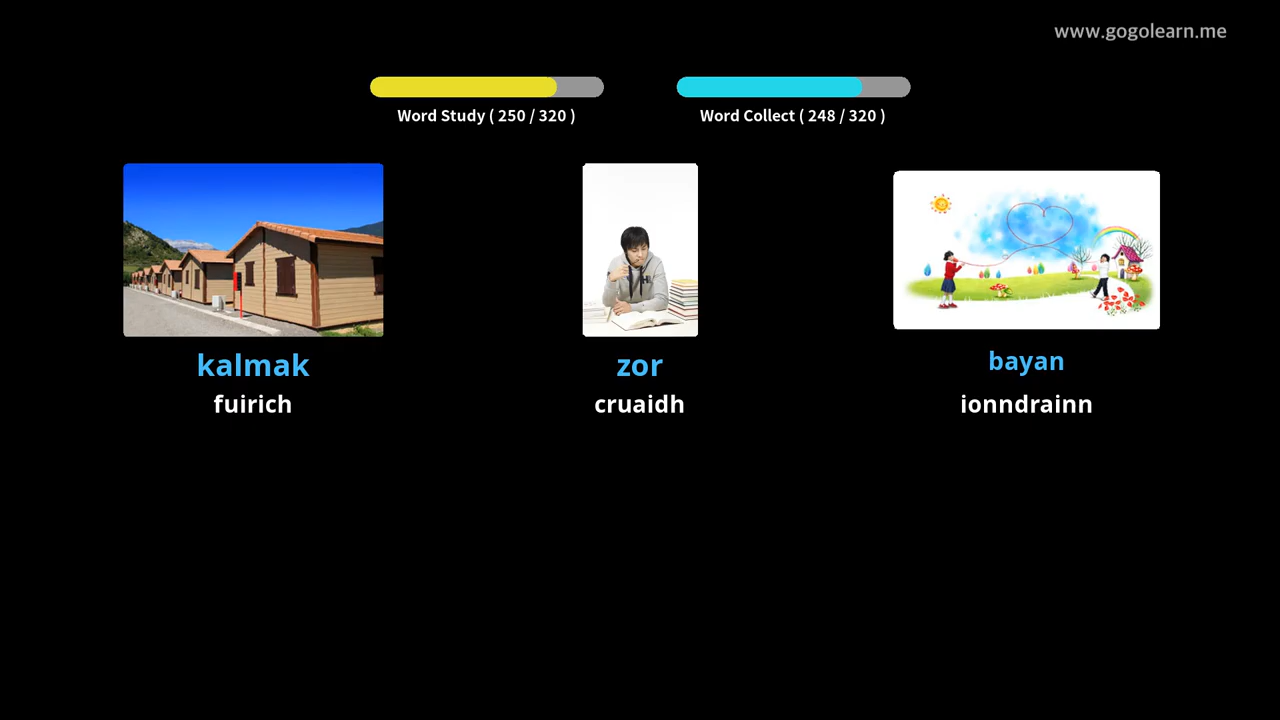 www.gogolearn.me
Word Study ( 250 / 320 )
Word Collect ( 248 / 320 )
kalmak
fuirich
zor
cruaidh
bayan
ionndrainn